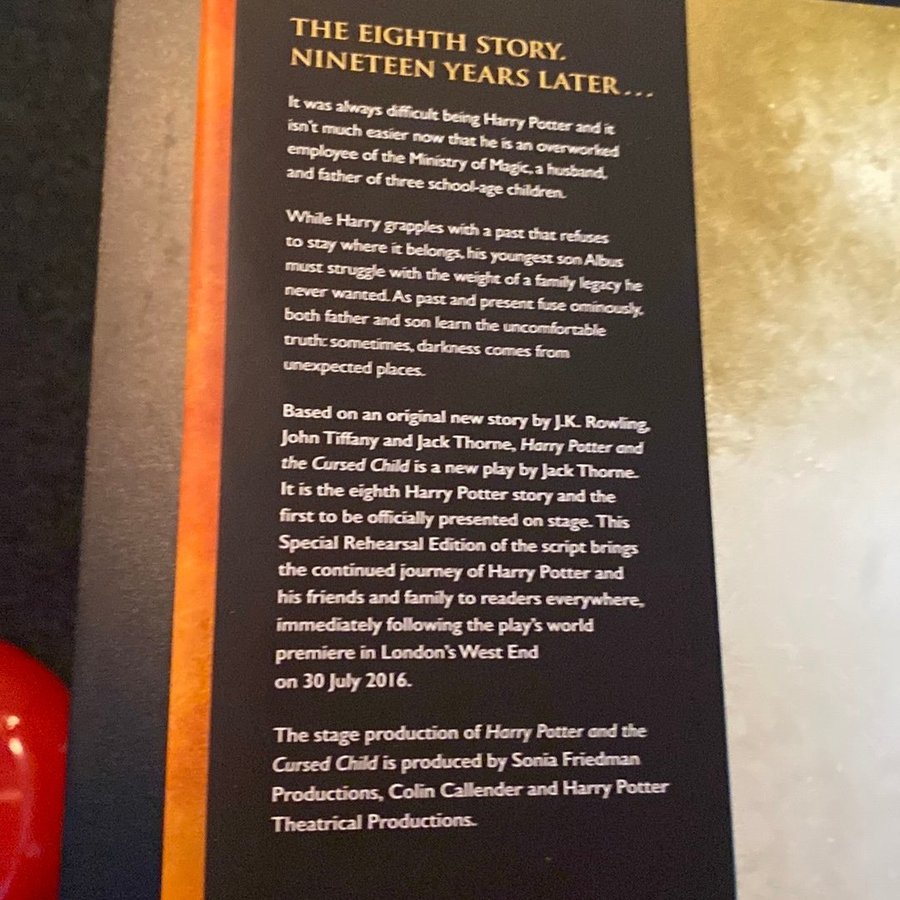 THE EIGHTH STORY.
NINETEEN YEARS LATER...
It was always difficult being Harry Potter and it
isn't much easier now that he is an overworked
employee of the Ministry of Magic, a husband,
and father of three school-age children.
While Harry grapples with a past that refuses
to stay where it belongs, his youngest son Albus
must struggle with the weight of a family legacy he
never wanted. As past and present fuse ominously,
both father and son learn the uncomfortable
truth: sometimes, darkness comes from
unexpected places.
Based on an original new story by J.K. Rowling,
John Tiffany and Jack Thorne, Harry Potter and
the Cursed Child is a new play by Jack Thorne.
It is the eighth Harry Potter story and the
first to be officially presented on stage. This
Special Rehearsal Edition of the script brings
the continued journey of Harry Potter and
his friends and family to readers everywhere,
immediately following the play's world
premiere in London's West End
on 30 July 2016.
The stage production of Harry Potter and the
Cursed Child is produced by Sonia Friedman
Productions, Colin Callender and Harry Potter
Theatrical Productions.